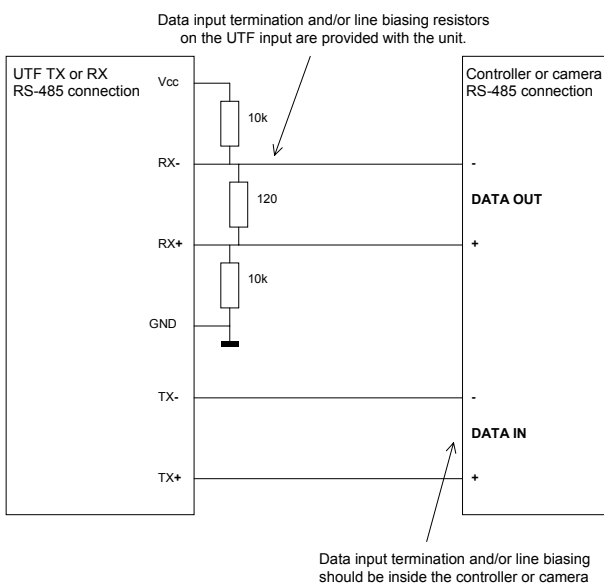 Data input termination and/or line biasing resistors
on the UTF input are provided with the unit.
UTF TX or RX
RS-485 connection
Controller or camera
RS-485 connection
Vcc
10k
RX-
-
120
DATA OUT
RX+
+
10k
GND
TX-
-
DATA IN
TX+
+
Data input termination and/or line biasing
should be inside the controller or camera